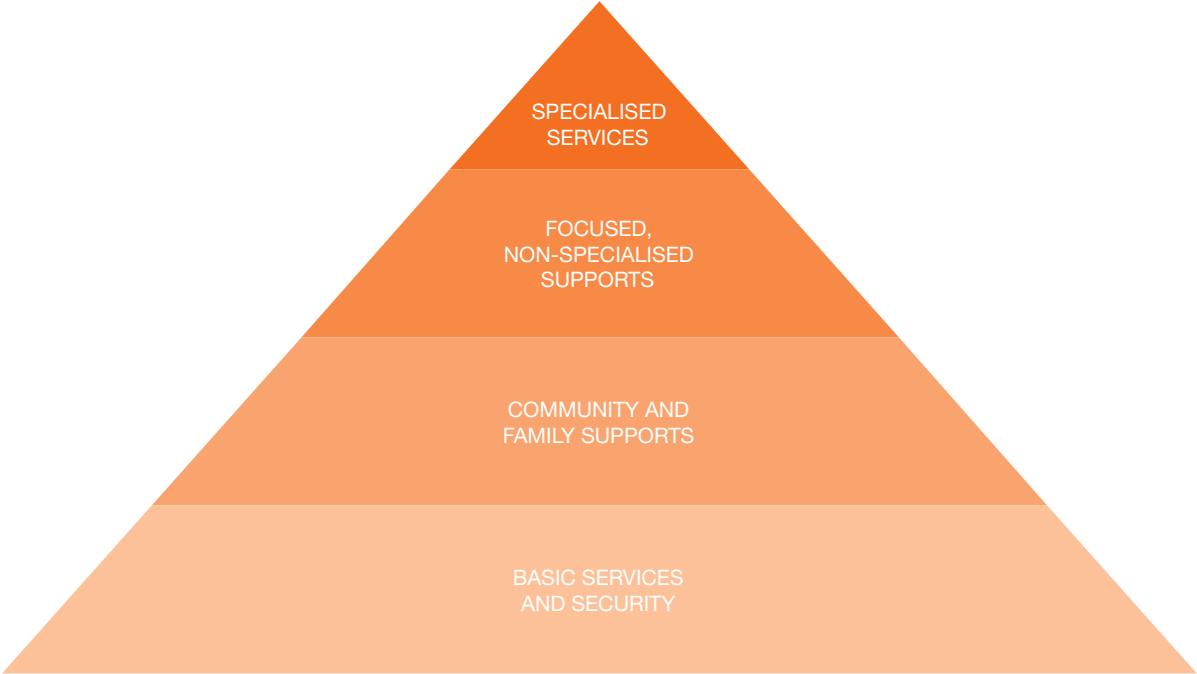 SPECIALISED
SERVICES
FOCUSED,
NON-SPECIALISED
SUPPORTS
COMMUNITY AND
FAMILY SUPPORTS
BASIC SERVICES
AND SECURITY